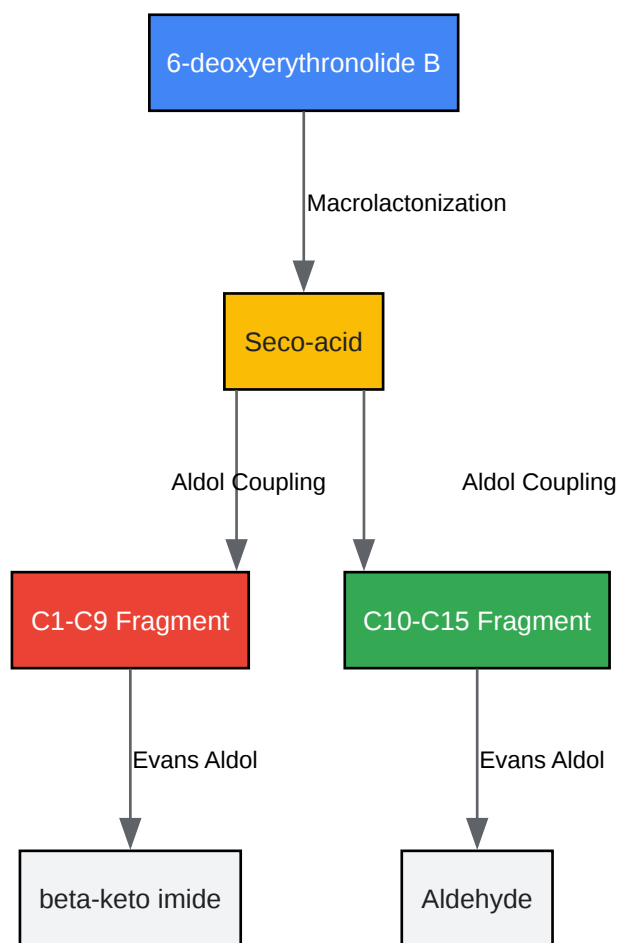 6-deoxyerythronolide B
Macrolactonization
Seco-acid
Aldol Coupling
Aldol Coupling
C1-C9 Fragment
C10-C15 Fragment
Evans Aldol
Evans Aldol
beta-keto imide
Aldehyde